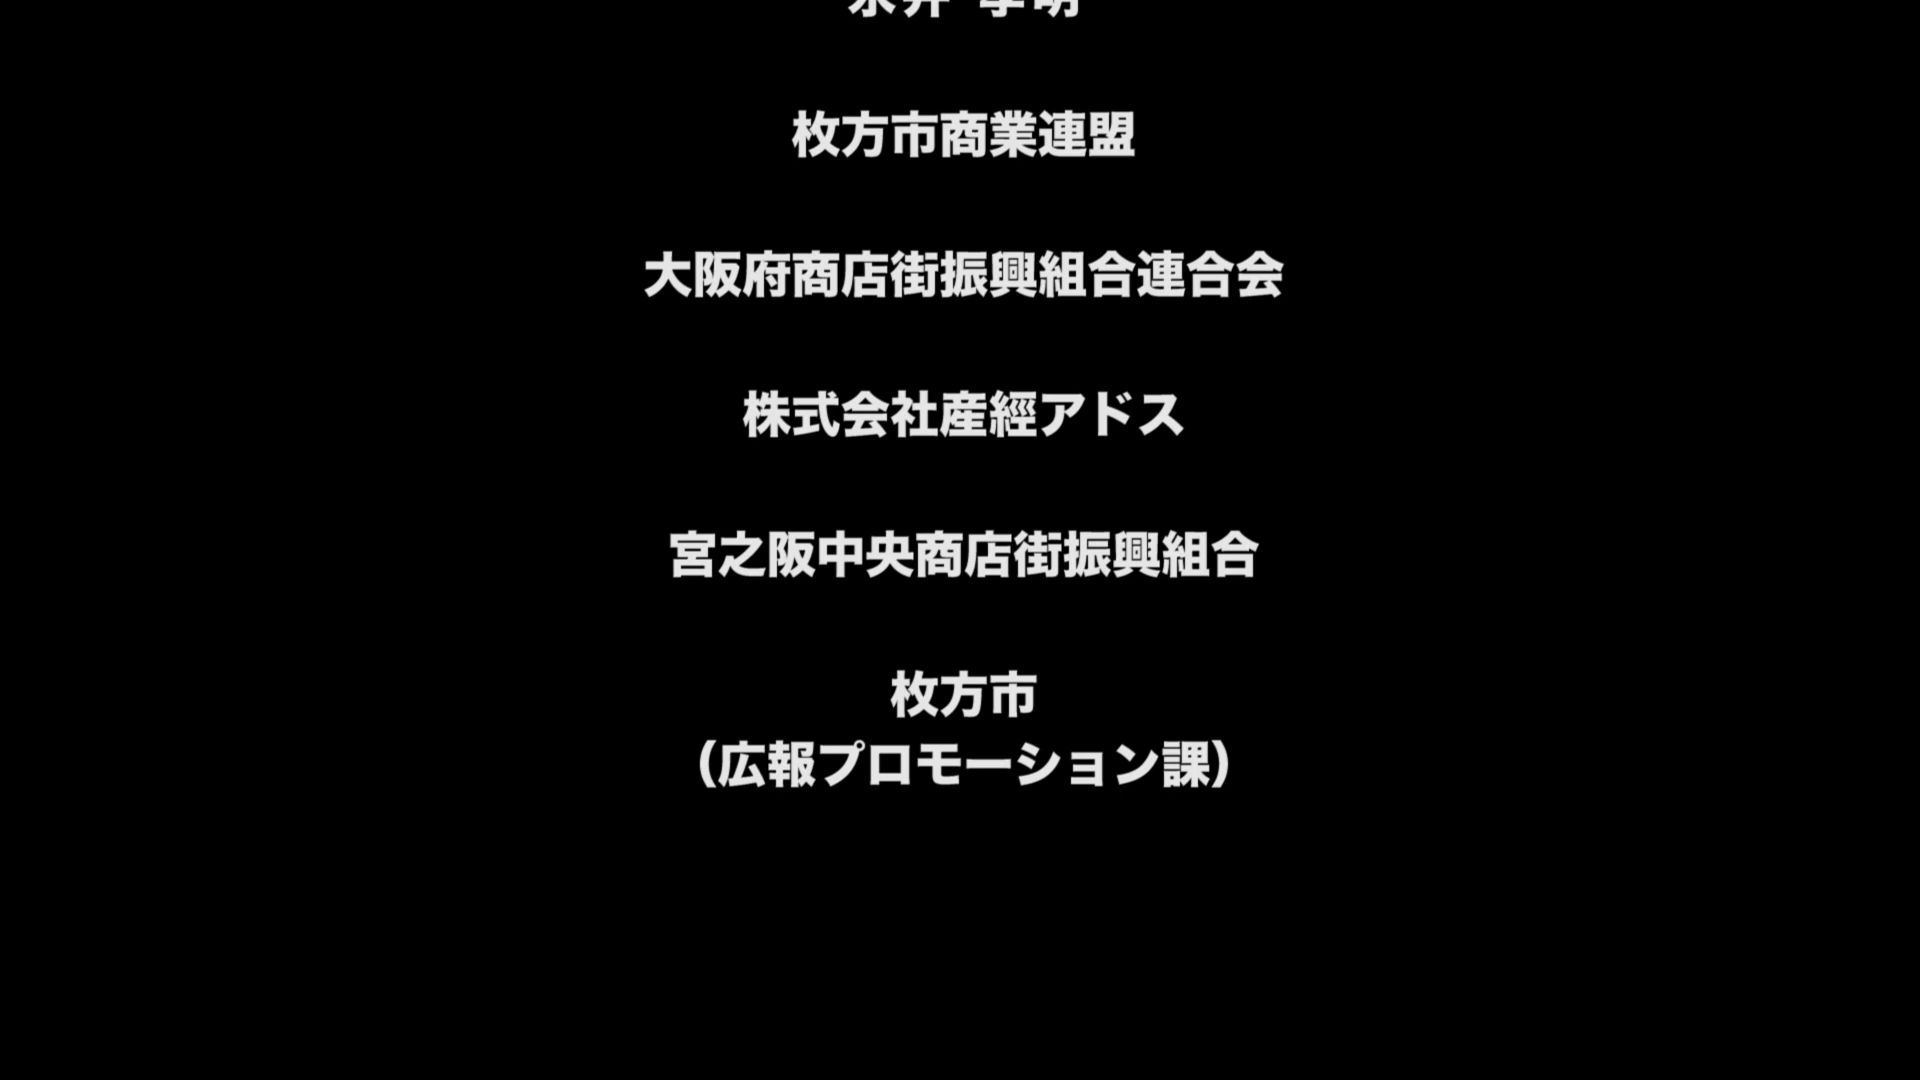 枚方市商業連盟
大阪府商店街振興組合連合会
株式会社産經アドス
宮之阪中央商店街振興組合
枚方市
（広報プロモーション課）